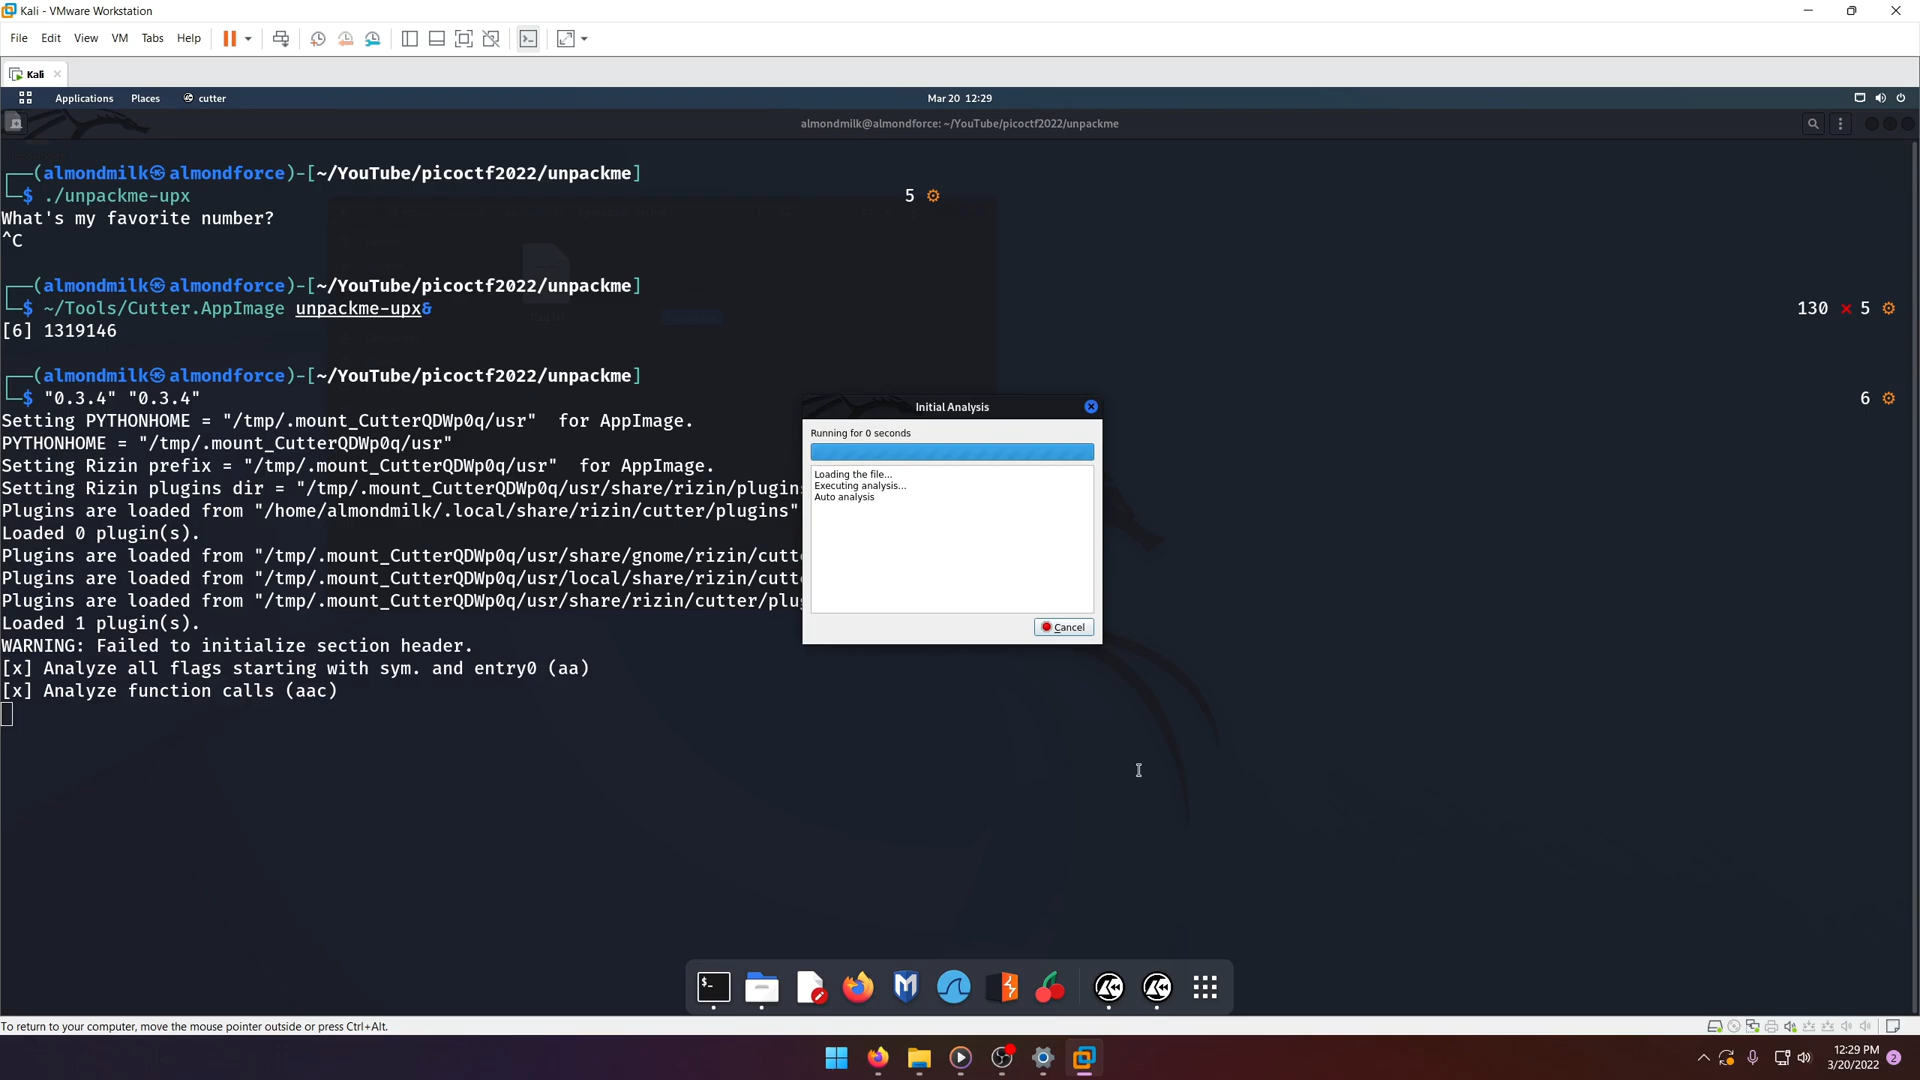 Kali - VMware Workstation
File Edit View VM Tabs Help
Kali
Applications Places cutter Mar 20 12:29
almondmilk@almondforce: ~/YouTube/picoctf2022/unpackme
┌──(almondmilk㉿almondforce)-[~/YouTube/picoctf2022/unpackme]
└─$ ./unpackme-upx 5 ⚙
What's my favorite number?
^C
┌──(almondmilk㉿almondforce)-[~/YouTube/picoctf2022/unpackme]
└─$ ~/Tools/Cutter.AppImage unpackme-upx& 130 ⨯ 5 ⚙
[6] 1319146
┌──(almondmilk㉿almondforce)-[~/YouTube/picoctf2022/unpackme]
└─$ "0.3.4" "0.3.4" 6 ⚙
Setting PYTHONHOME = "/tmp/.mount_CutterQDWp0q/usr"  for AppImage.
PYTHONHOME = "/tmp/.mount_CutterQDWp0q/usr"
Setting Rizin prefix = "/tmp/.mount_CutterQDWp0q/usr"  for AppImage.
Setting Rizin plugins dir = "/tmp/.mount_CutterQDWp0q/usr/share/rizin/plugins
Plugins are loaded from "/home/almondmilk/.local/share/rizin/cutter/plugins"
Loaded 0 plugin(s).
Plugins are loaded from "/tmp/.mount_CutterQDWp0q/usr/share/gnome/rizin/cutt
Plugins are loaded from "/tmp/.mount_CutterQDWp0q/usr/local/share/rizin/cutt
Plugins are loaded from "/tmp/.mount_CutterQDWp0q/usr/share/rizin/cutter/plu
Loaded 1 plugin(s).
WARNING: Failed to initialize section header.
[x] Analyze all flags starting with sym. and entry0 (aa)
[x] Analyze function calls (aac)
Initial Analysis
Running for 0 seconds
Loading the file...
Executing analysis...
Auto analysis
Cancel
To return to your computer, move the mouse pointer outside or press Ctrl+Alt.
12:29 PM
3/20/2022
2